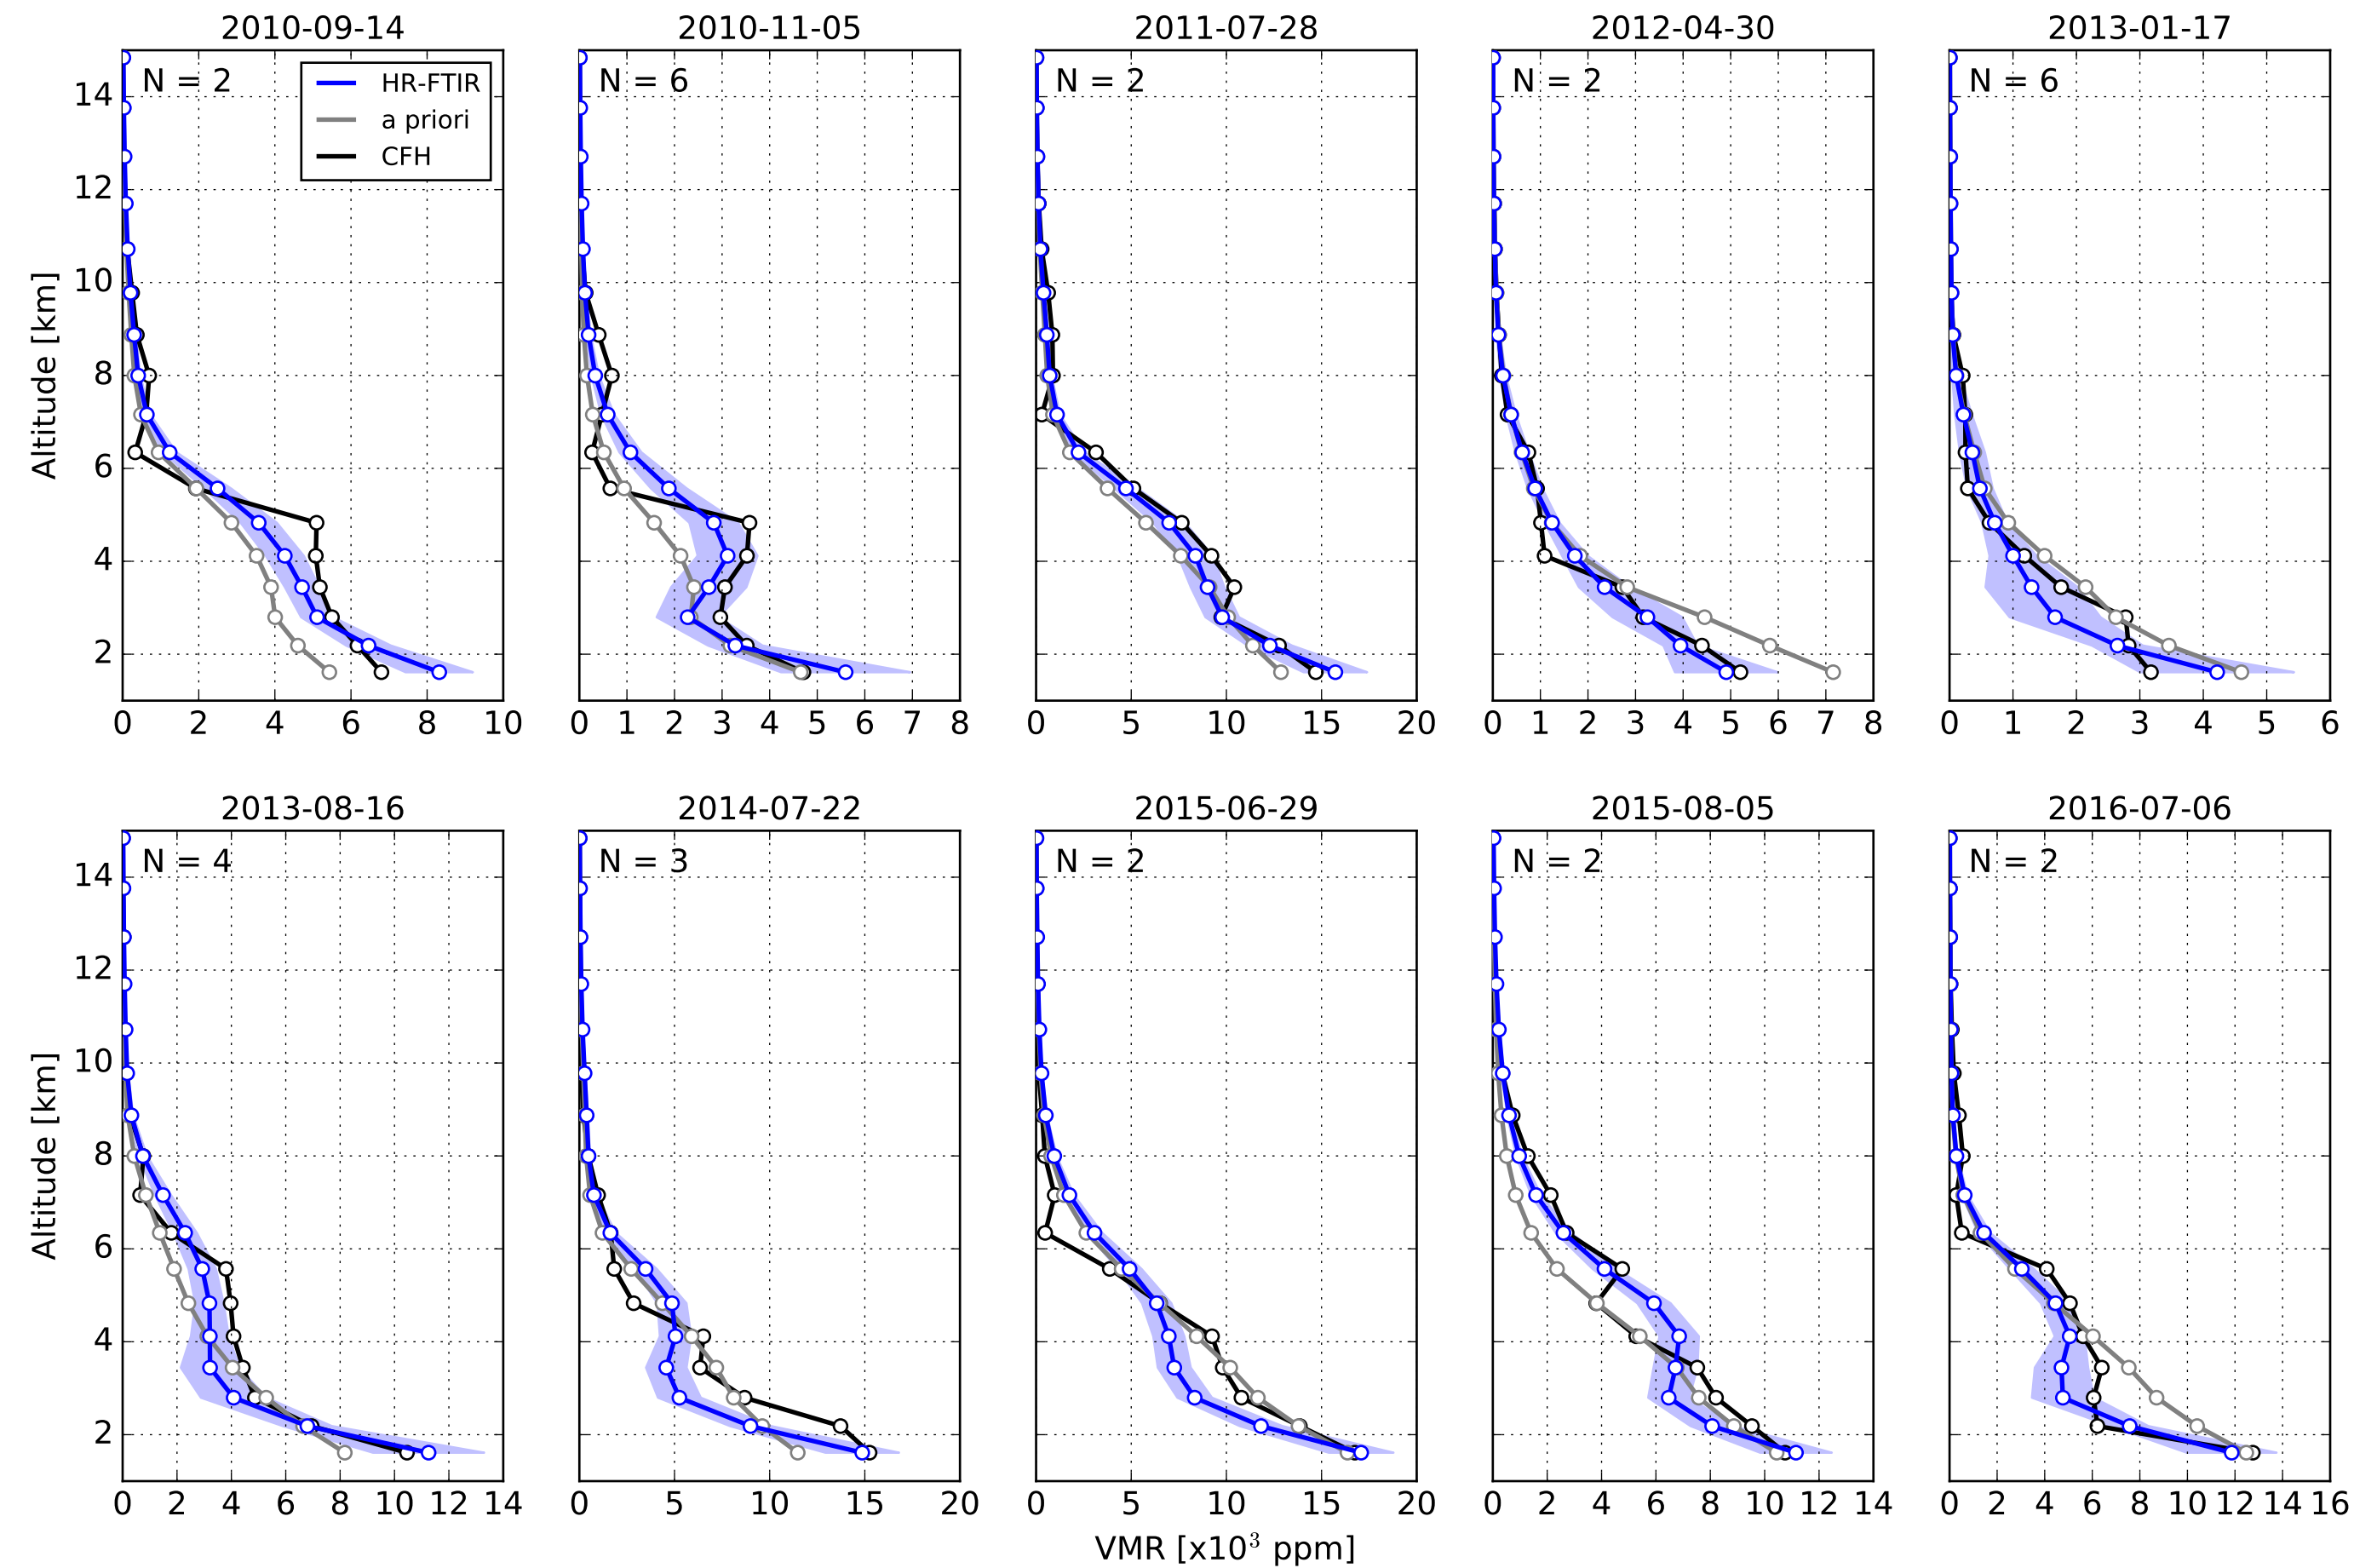 2010-09-14
2010-11-05
2011-07-28
2012-04-30
2013-01-17
N = 2
HR-FTIR
a priori
CFH
N = 6
N = 2
N = 2
N = 6
Altitude [km]
14
12
10
8
6
4
2
0 2 4 6 8 10
0 1 2 3 4 5 6 7 8
0 5 10 15 20
0 1 2 3 4 5 6 7 8
0 1 2 3 4 5 6
2013-08-16
2014-07-22
2015-06-29
2015-08-05
2016-07-06
N = 4
N = 3
N = 2
N = 2
N = 2
Altitude [km]
14
12
10
8
6
4
2
0 2 4 6 8 10 12 14
0 5 10 15 20
0 5 10 15 20
0 2 4 6 8 10 12 14
0 2 4 6 8 10 12 14 16
VMR [x10³ ppm]